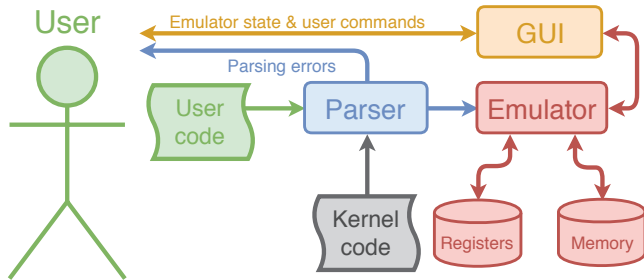 User
Emulator state & user commands
GUI
Parsing errors
User
code
Parser
Emulator
Kernel
code
Registers
Memory